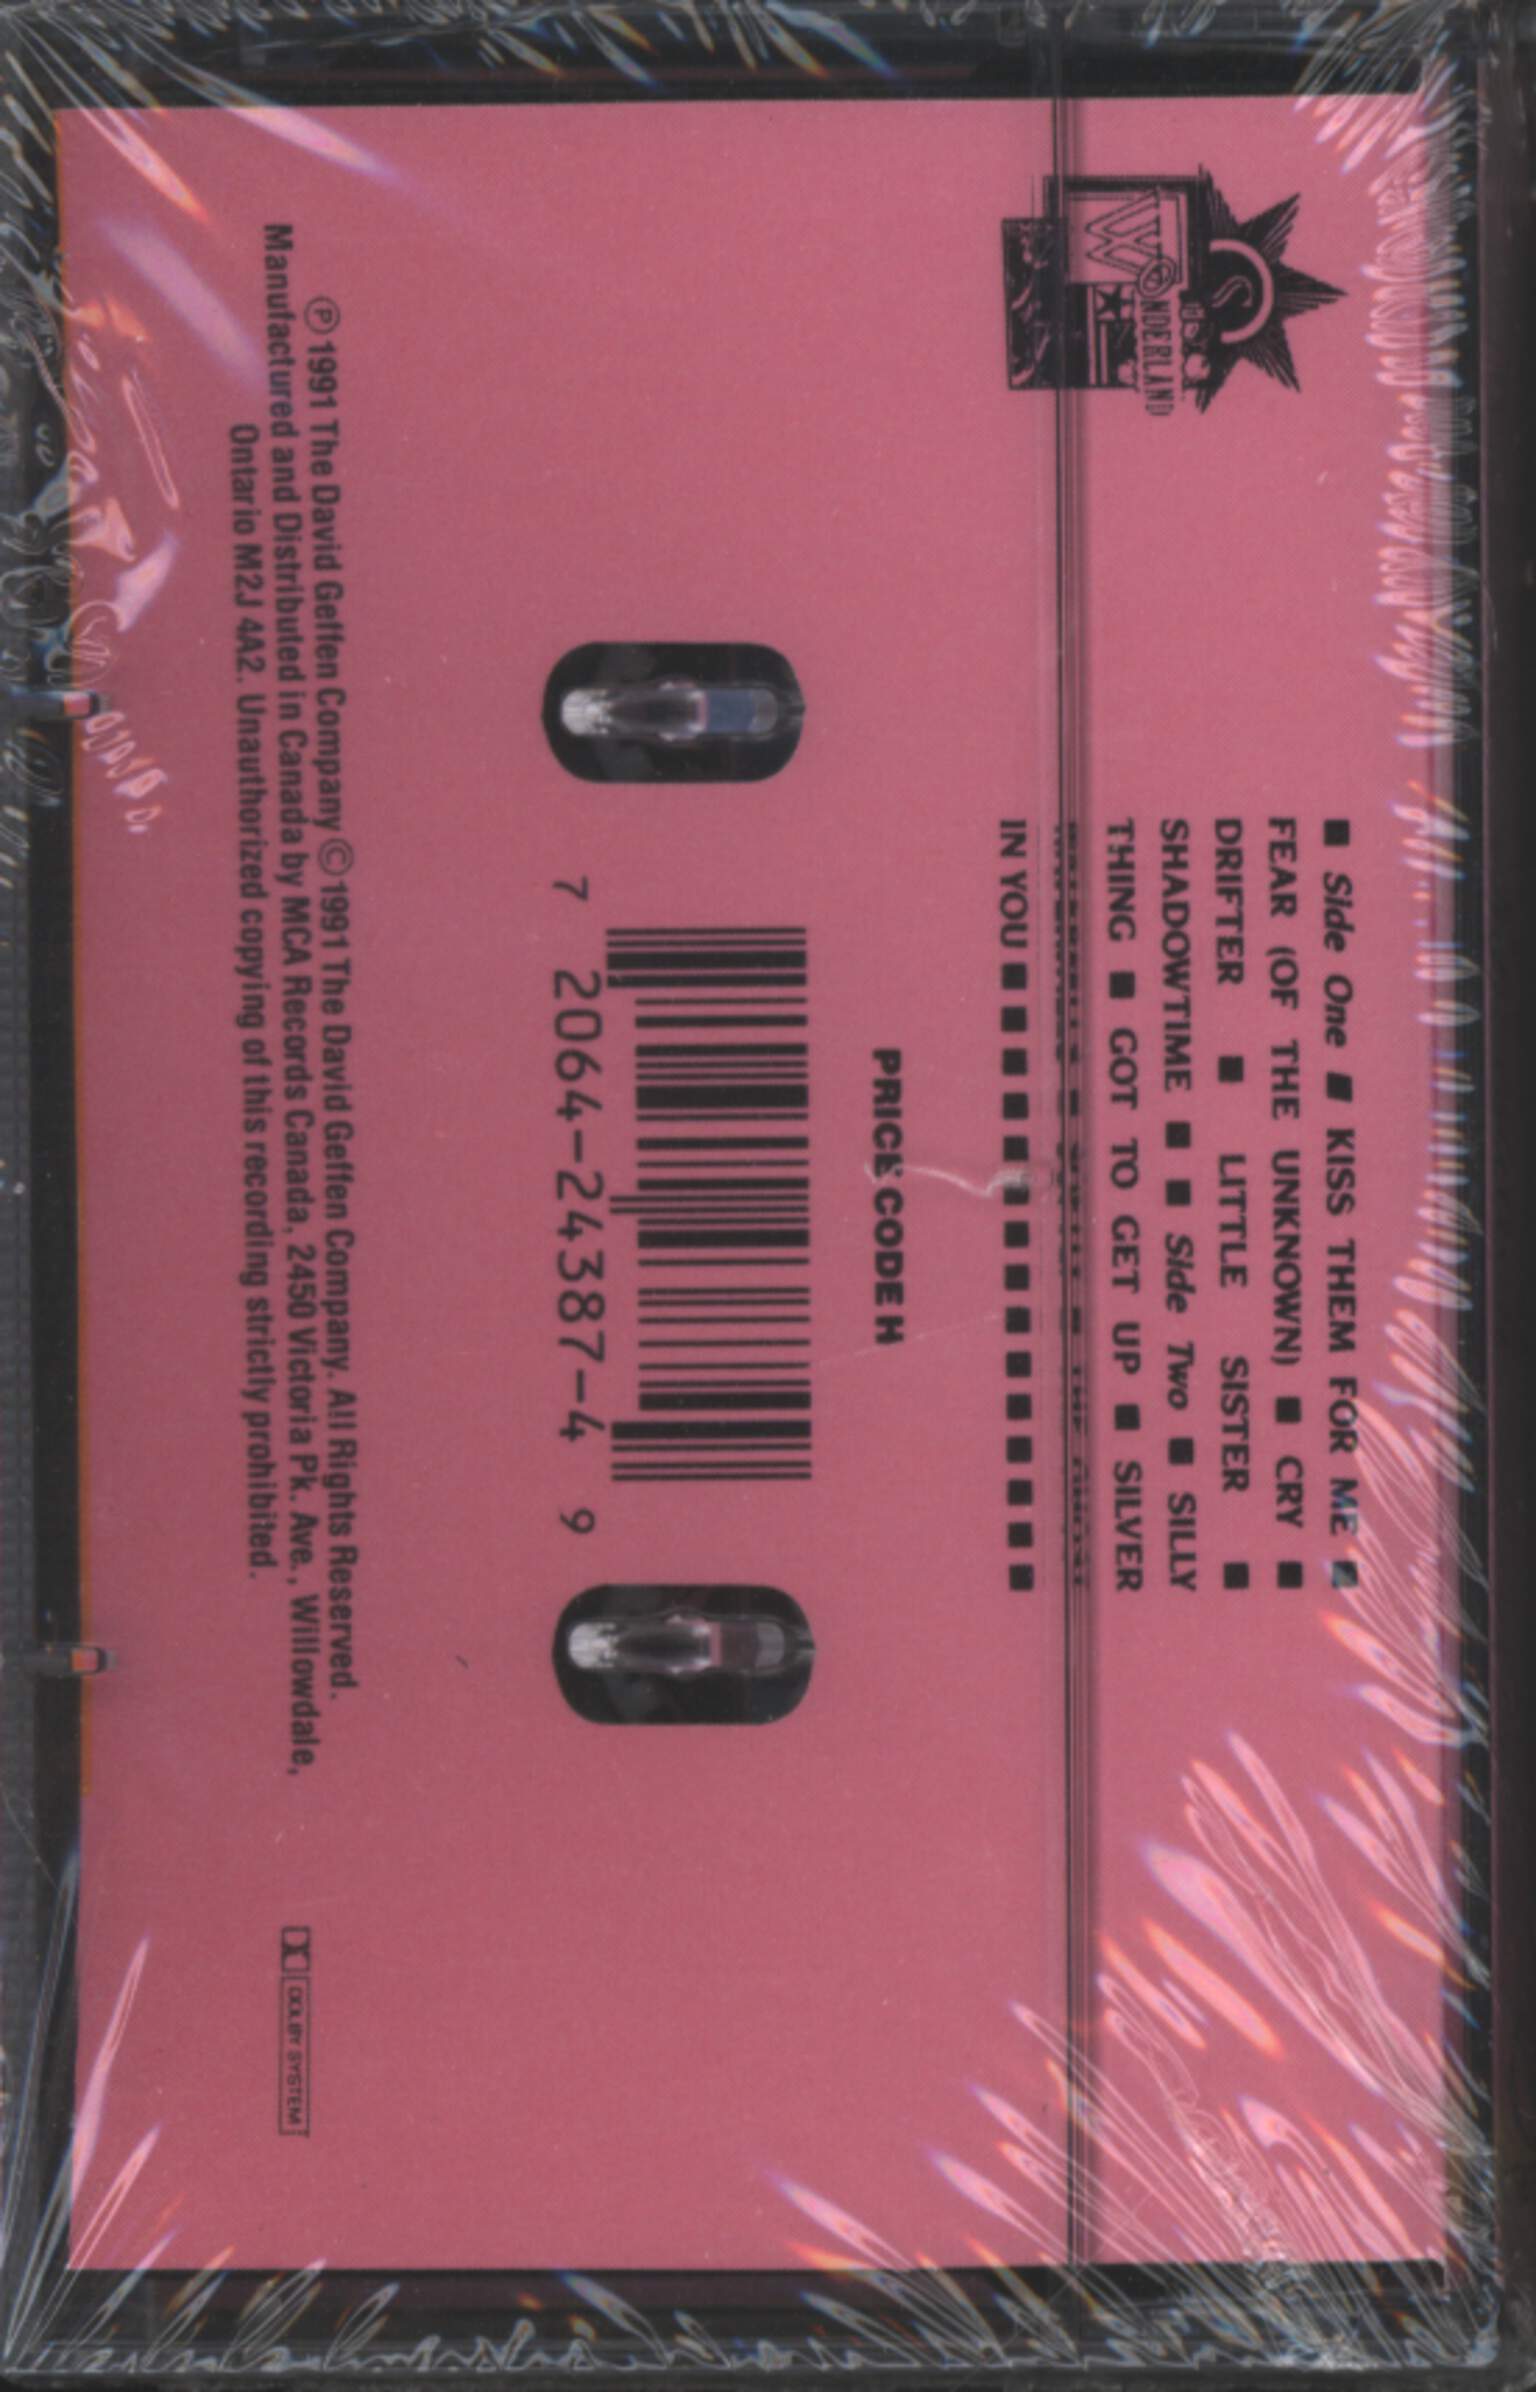 S
WONDERLAND
■ Side One ■ KISS THEM FOR ME ■
FEAR (OF THE UNKNOWN) ■ CRY ■
DRIFTER ■ LITTLE SISTER ■
SHADOWTIME ■ ■ Side Two ■ SILLY
THING ■ GOT TO GET UP ■ SILVER
IN YOU ■ ■ ■ ■ ■ ■ ■ ■ ■ ■ ■ ■ ■ ■ ■
PRICE CODE H
7 2064-24387-4 9
℗ 1991 The David Geffen Company © 1991 The David Geffen Company. All Rights Reserved.
Manufactured and Distributed in Canada by MCA Records Canada, 2450 Victoria Pk. Ave., Willowdale,
Ontario M2J 4A2. Unauthorized copying of this recording strictly prohibited.
DOLBY SYSTEM